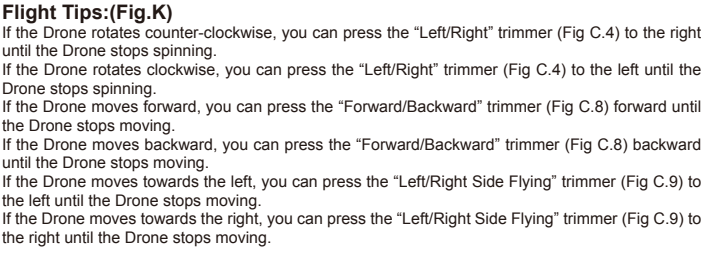 Flight Tips:(Fig.K)
If the Drone rotates counter-clockwise, you can press the “Left/Right” trimmer (Fig C.4) to the right
until the Drone stops spinning.
If the Drone rotates clockwise, you can press the “Left/Right” trimmer (Fig C.4) to the left until the
Drone stops spinning.
If the Drone moves forward, you can press the “Forward/Backward” trimmer (Fig C.8) forward until
the Drone stops moving.
If the Drone moves backward, you can press the “Forward/Backward” trimmer (Fig C.8) backward
until the Drone stops moving.
If the Drone moves towards the left, you can press the “Left/Right Side Flying” trimmer (Fig C.9) to
the left until the Drone stops moving.
If the Drone moves towards the right, you can press the “Left/Right Side Flying” trimmer (Fig C.9) to
the right until the Drone stops moving.